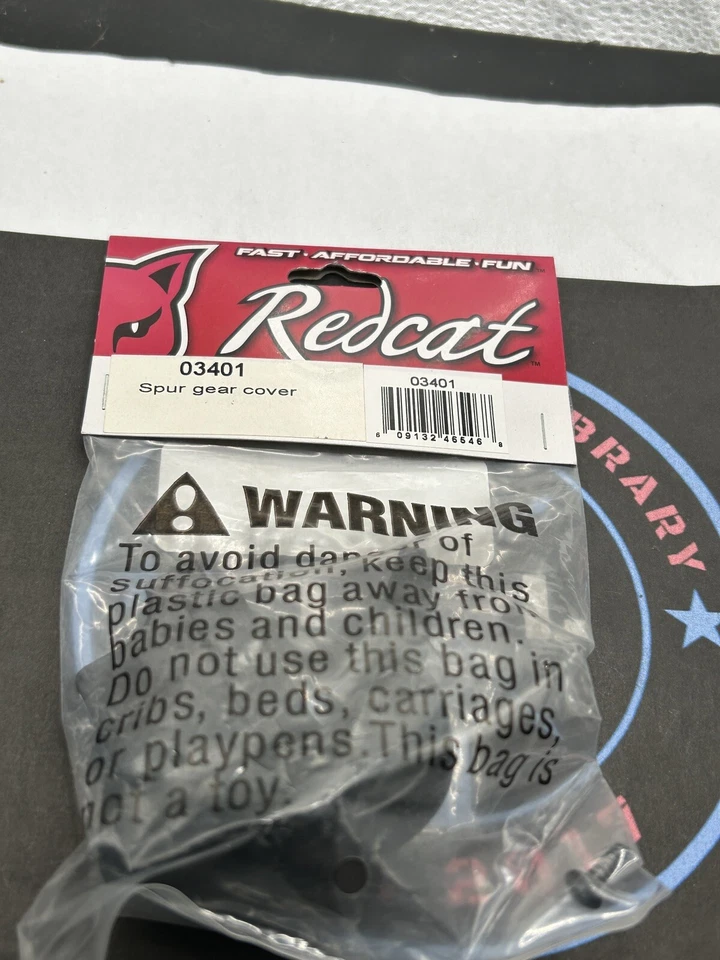 FAST · AFFORDABLE · FUN™
Redcat™
03401
Spur gear cover
03401
6 09132 46546 8
WARNING
To avoid danger of
suffocation, keep this
plastic bag away from
babies and children.
Do not use this bag in
cribs, beds, carriages,
or playpens.This bag is
not a toy.
BRARY